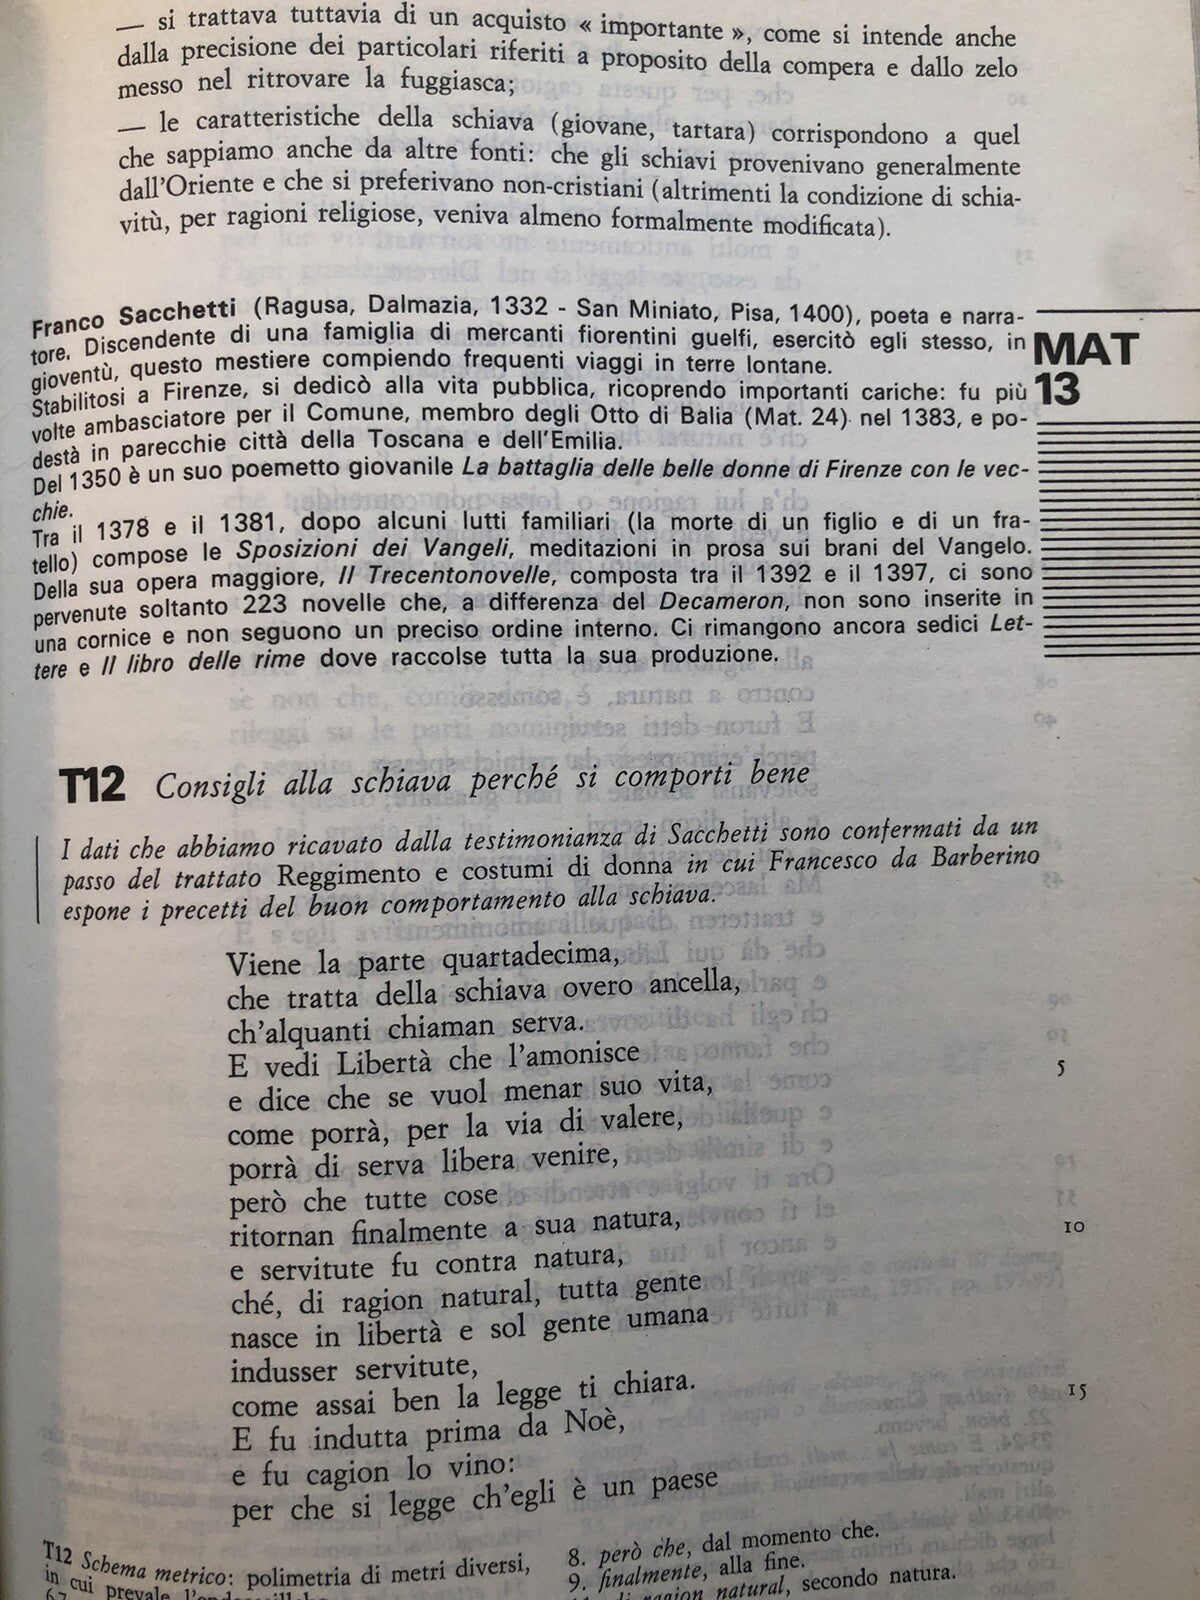 — si trattava tuttavia di un acquisto « importante », come si intende anche
dalla precisione dei particolari riferiti a proposito della compera e dallo zelo
messo nel ritrovare la fuggiasca;
— le caratteristiche della schiava (giovane, tartara) corrispondono a quel
che sappiamo anche da altre fonti: che gli schiavi provenivano generalmente
dall'Oriente e che si preferivano non-cristiani (altrimenti la condizione di schia-
vitù, per ragioni religiose, veniva almeno formalmente modificata).
Franco Sacchetti (Ragusa, Dalmazia, 1332 - San Miniato, Pisa, 1400), poeta e narra-
tore. Discendente di una famiglia di mercanti fiorentini guelfi, esercitò egli stesso, in
gioventù, questo mestiere compiendo frequenti viaggi in terre lontane.
Stabilitosi a Firenze, si dedicò alla vita pubblica, ricoprendo importanti cariche: fu più
volte ambasciatore per il Comune, membro degli Otto di Balia (Mat. 24) nel 1383, e po-
destà in parecchie città della Toscana e dell'Emilia.
Del 1350 è un suo poemetto giovanile La battaglia delle belle donne di Firenze con le vec-
chie.
Tra il 1378 e il 1381, dopo alcuni lutti familiari (la morte di un figlio e di un fra-
tello) compose le Sposizioni dei Vangeli, meditazioni in prosa sui brani del Vangelo.
Della sua opera maggiore, Il Trecentonovelle, composta tra il 1392 e il 1397, ci sono
pervenute soltanto 223 novelle che, a differenza del Decameron, non sono inserite in
una cornice e non seguono un preciso ordine interno. Ci rimangono ancora sedici Let-
tere e Il libro delle rime dove raccolse tutta la sua produzione.
MAT
13
T12 Consigli alla schiava perché si comporti bene
I dati che abbiamo ricavato dalla testimonianza di Sacchetti sono confermati da un
passo del trattato Reggimento e costumi di donna in cui Francesco da Barberino
espone i precetti del buon comportamento alla schiava.
Viene la parte quartadecima,
che tratta della schiava overo ancella,
ch'alquanti chiaman serva.
E vedi Libertà che l'amonisce
e dice che se vuol menar suo vita, 5
come porrà, per la via di valere,
porrà di serva libera venire,
però che tutte cose
ritornan finalmente a sua natura,
e servitute fu contra natura, 10
ché, di ragion natural, tutta gente
nasce in libertà e sol gente umana
indusser servitute,
come assai ben la legge ti chiara.
E fu indutta prima da Noè, 15
e fu cagion lo vino:
per che si legge ch'egli è un paese
T12 Schema metrico: polimetria di metri diversi,
in cui prevale
8. però che, dal momento che.
9. finalmente, alla fine.
ragion natural, secondo natura.